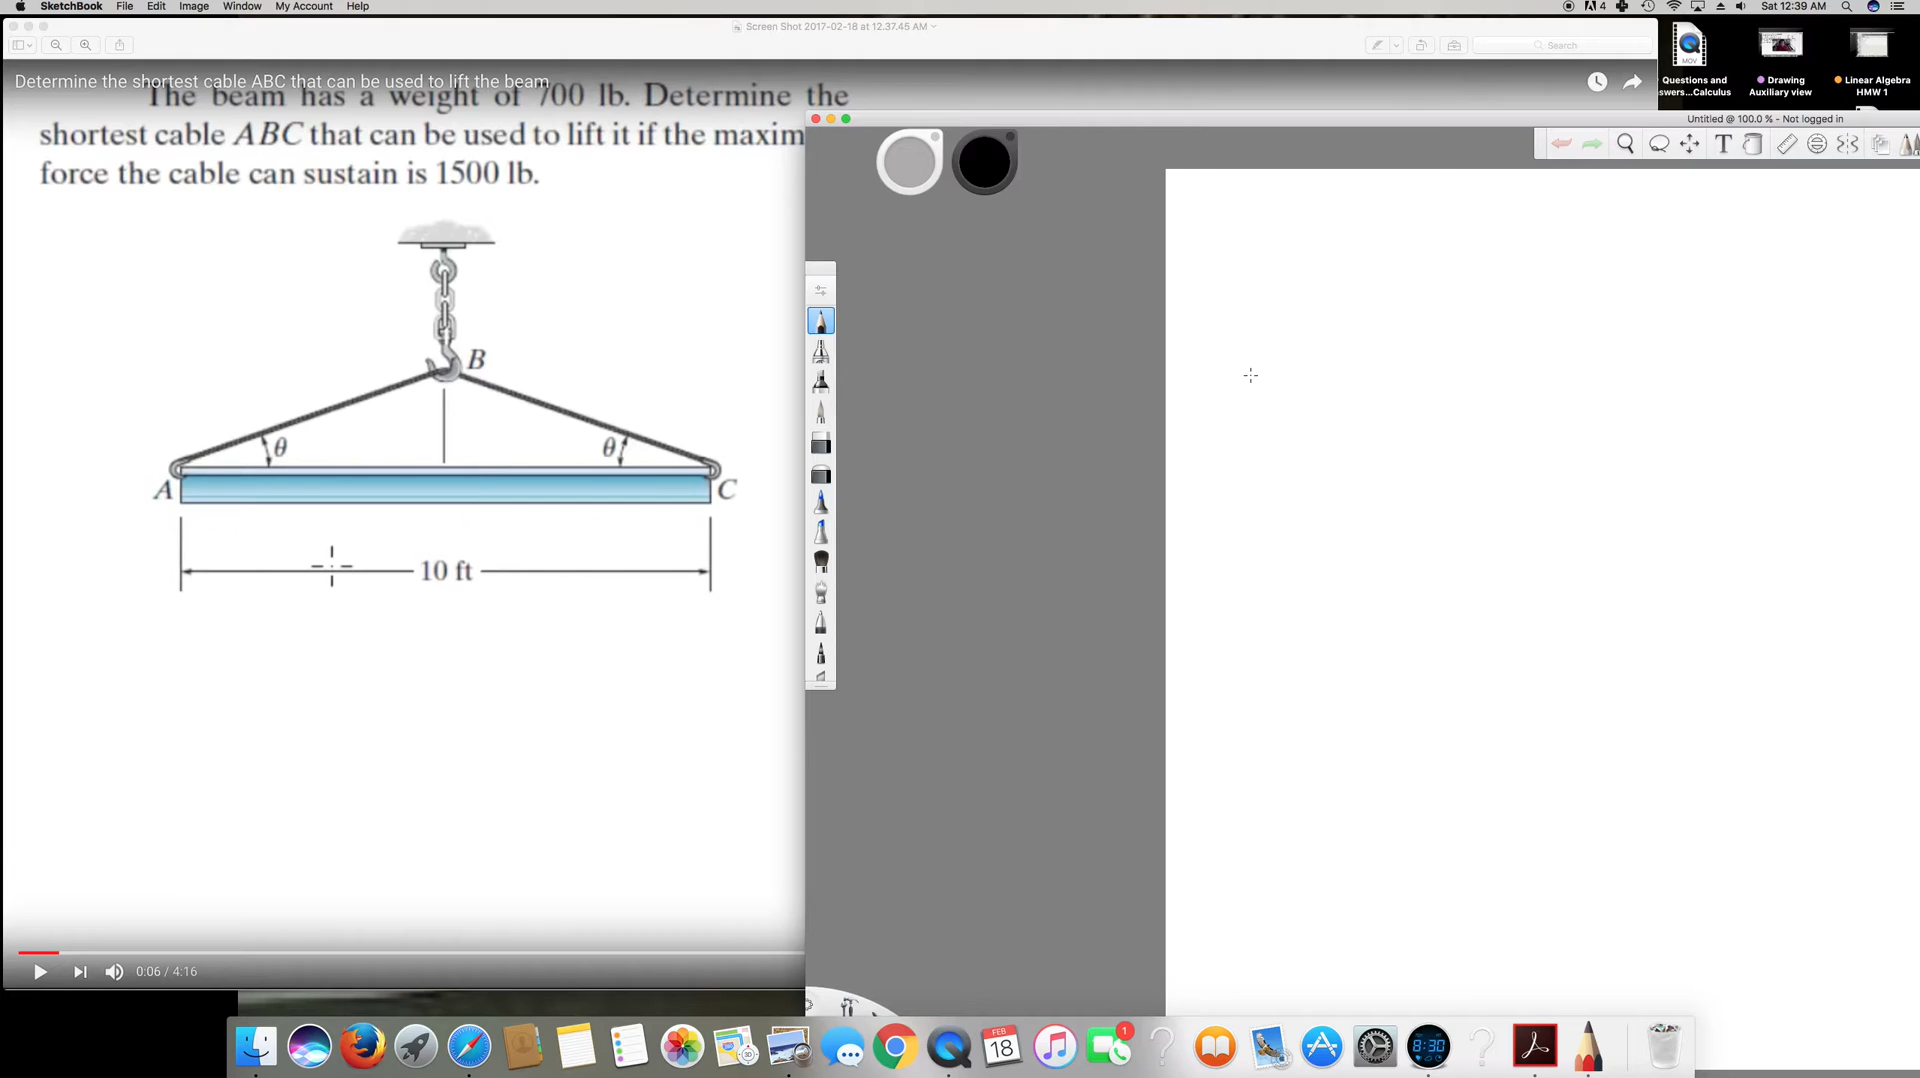 SketchBook File Edit Image Window My Account Help
4 Sat 12:39 AM
Screen Shot 2017-02-18 at 12.37.45 AM
Search
Determine the shortest cable ABC that can be used to lift the beam
The beam has a weight of 700 lb. Determine the
shortest cable ABC that can be used to lift it if the maxim
force the cable can sustain is 1500 lb.
B
θ θ
A C
10 ft
0:06 / 4:16
MOV
Questions and
swers...Calculus
Drawing
Auxiliary view
Linear Algebra
HMW 1
Untitled @ 100.0 % - Not logged in
T
3D
FEB
18
1
8:30